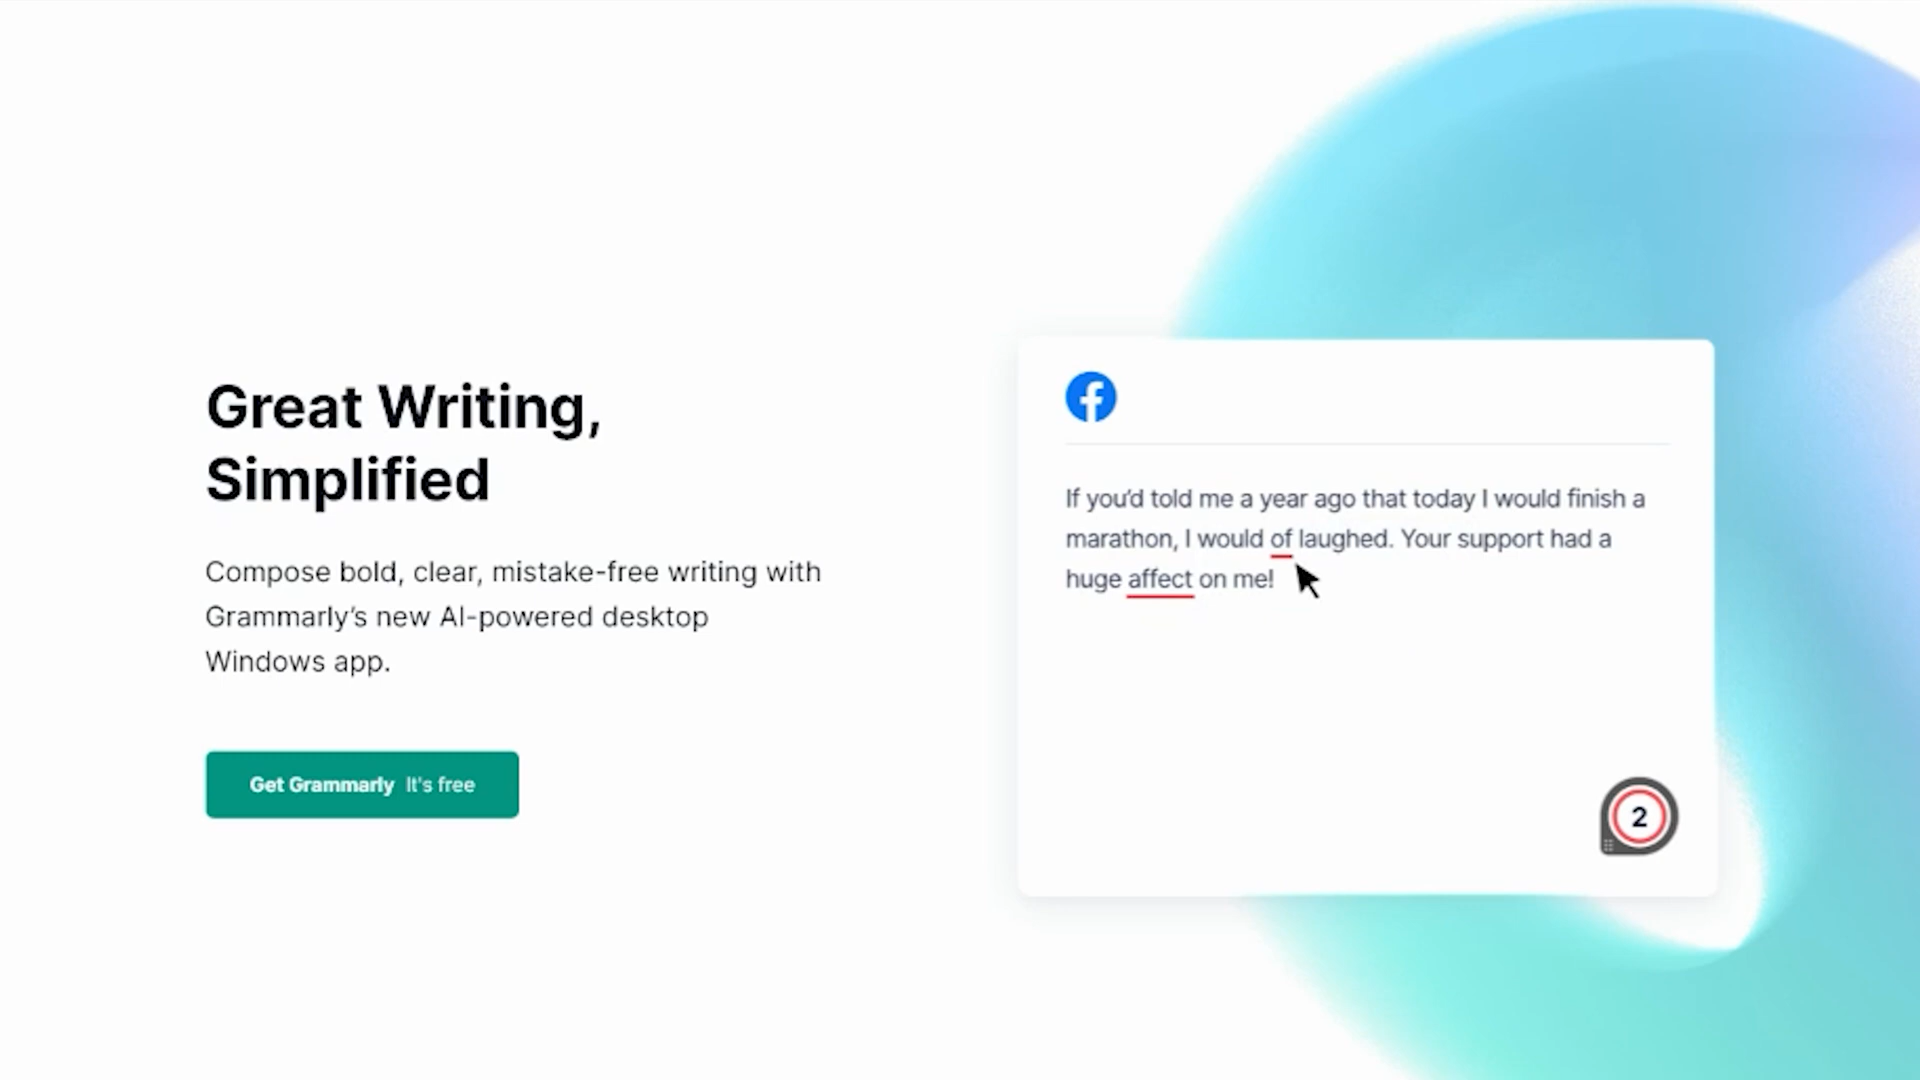 Great Writing,
Simplified
Compose bold, clear, mistake-free writing with
Grammarly’s new AI-powered desktop
Windows app.
Get Grammarly It's free
If you’d told me a year ago that today I would finish a
marathon, I would of laughed. Your support had a
huge affect on me!
2